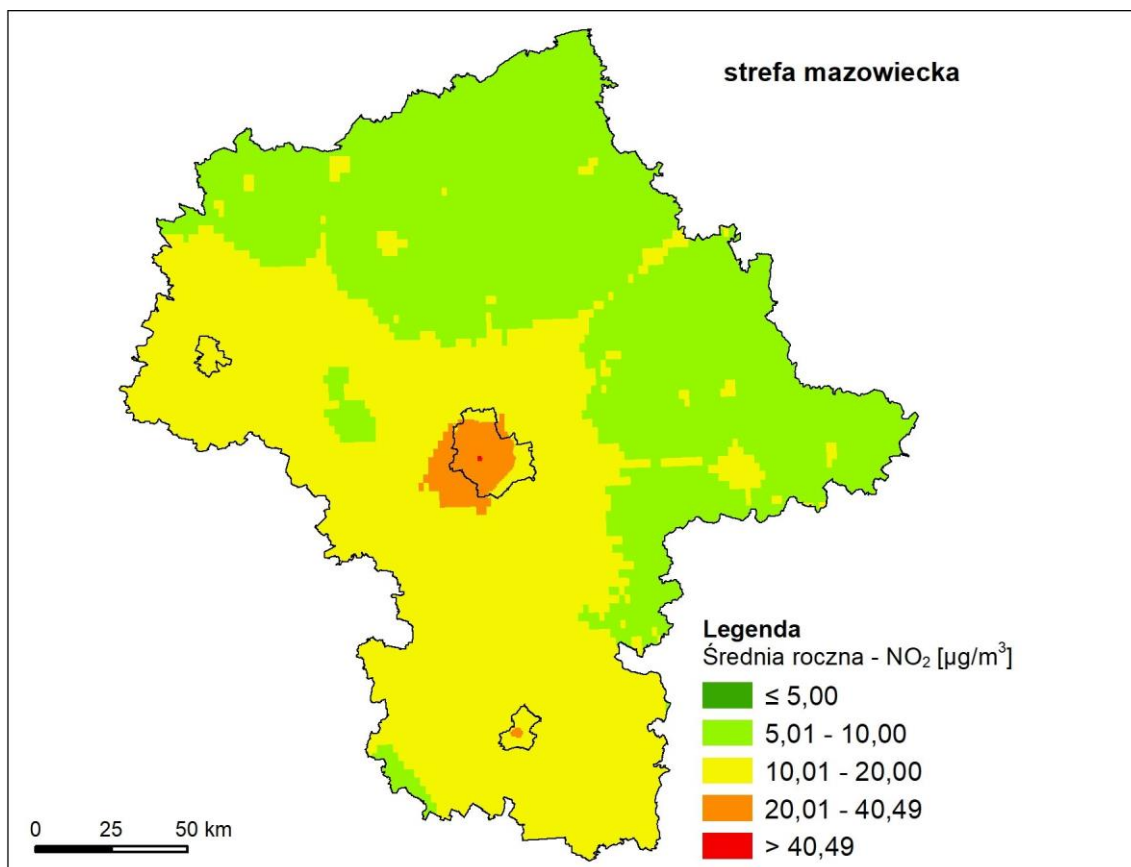 strefa mazowiecka
Legenda
Średnia roczna - NO₂ [µg/m³]
≤ 5,00
5,01 - 10,00
10,01 - 20,00
20,01 - 40,49
> 40,49
0 25 50 km